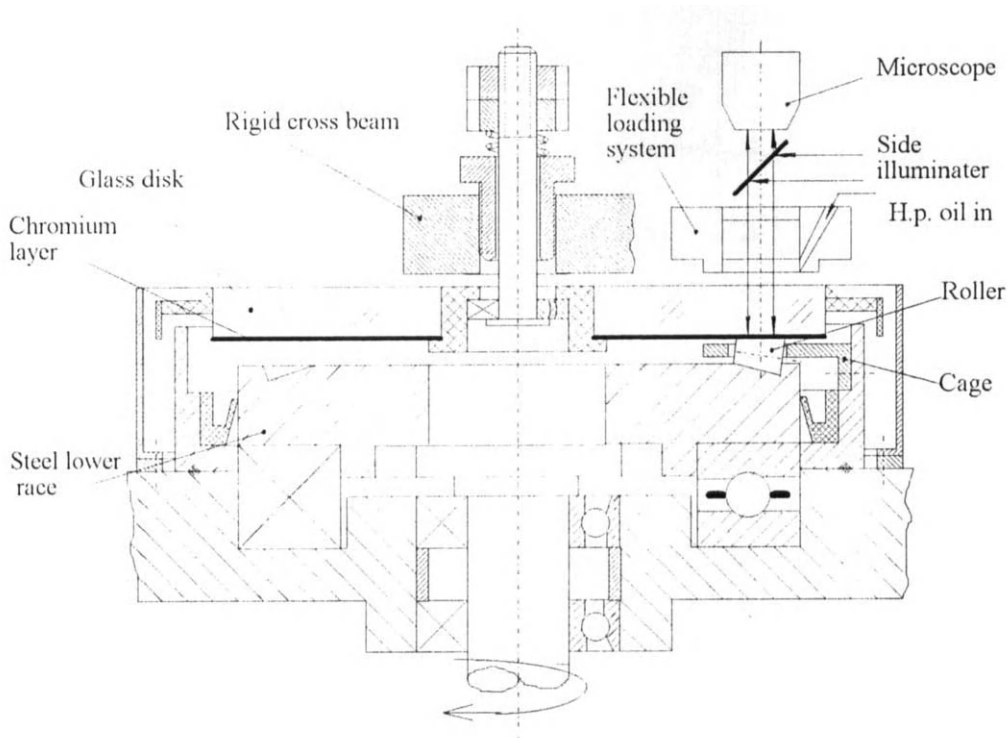 Microscope
Flexible
loading
system
Rigid cross beam
Side
illuminater
Glass disk
H.p. oil in
Chromium
layer
Roller
Cage
Steel lower
race